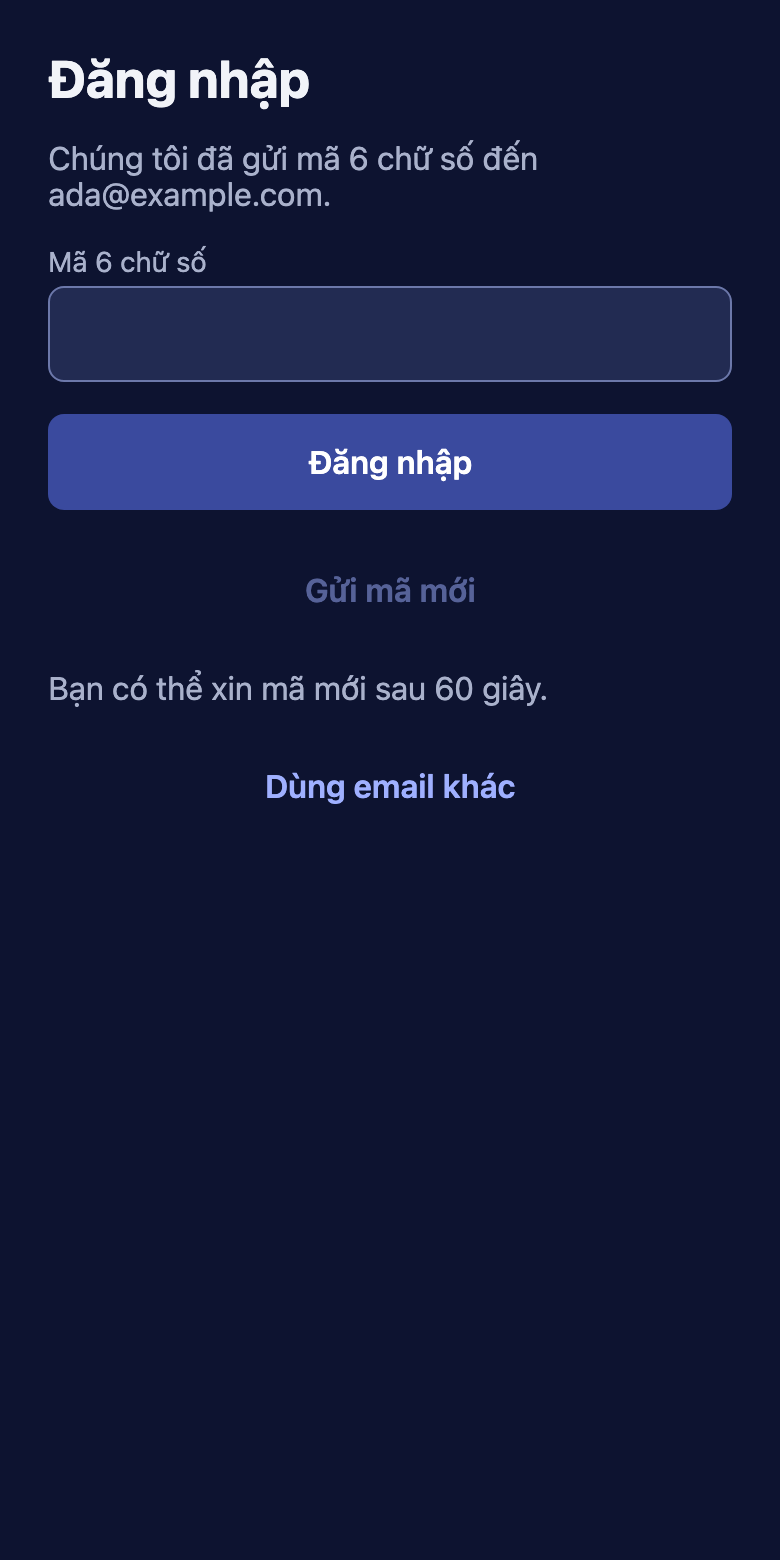 Đăng nhập
Chúng tôi đã gửi mã 6 chữ số đến
ada@example.com.
Mã 6 chữ số
Đăng nhập
Gửi mã mới
Bạn có thể xin mã mới sau 60 giây.
Dùng email khác